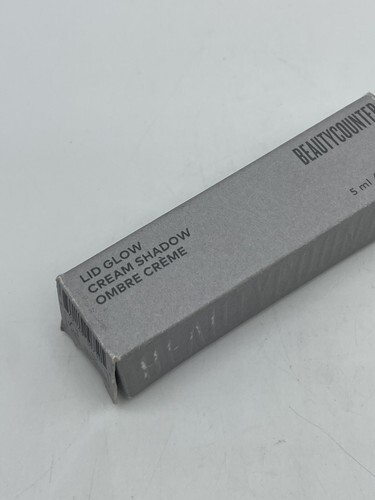 LID GLOW
CREAM SHADOW
OMBRE CRÈME
BEAUTYCOUNTER
5 ml